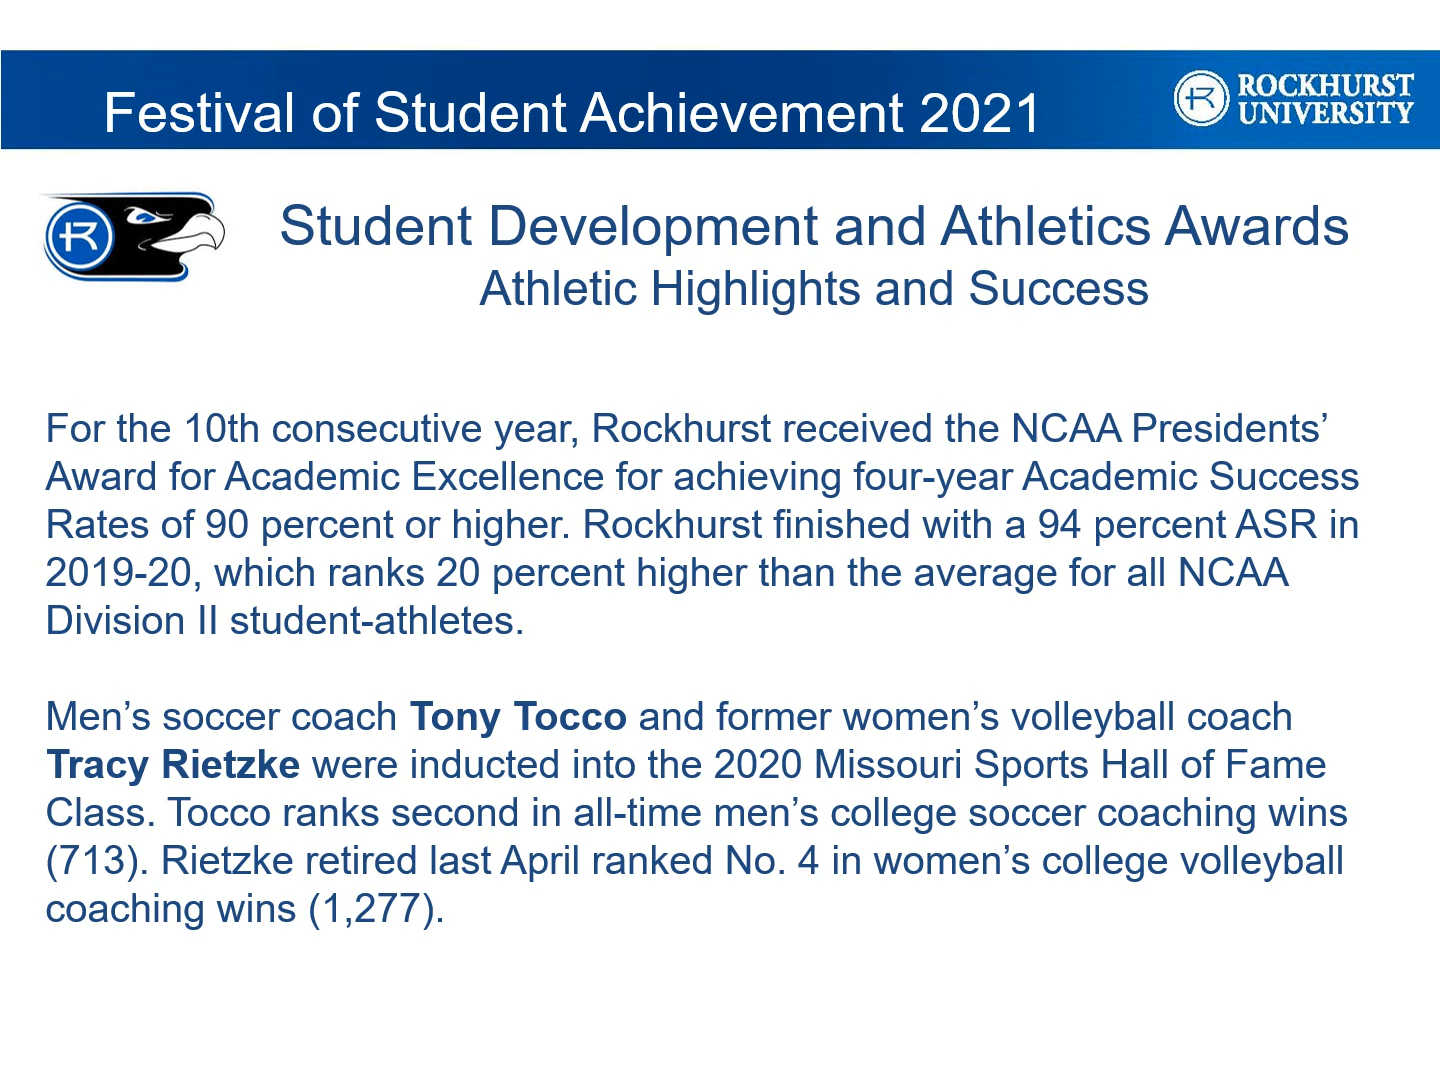 Festival of Student Achievement 2021
ROCKHURST
UNIVERSITY
Student Development and Athletics Awards
Athletic Highlights and Success
For the 10th consecutive year, Rockhurst received the NCAA Presidents’
Award for Academic Excellence for achieving four-year Academic Success
Rates of 90 percent or higher. Rockhurst finished with a 94 percent ASR in
2019-20, which ranks 20 percent higher than the average for all NCAA
Division II student-athletes.
Men’s soccer coach Tony Tocco and former women’s volleyball coach
Tracy Rietzke were inducted into the 2020 Missouri Sports Hall of Fame
Class. Tocco ranks second in all-time men’s college soccer coaching wins
(713). Rietzke retired last April ranked No. 4 in women’s college volleyball
coaching wins (1,277).